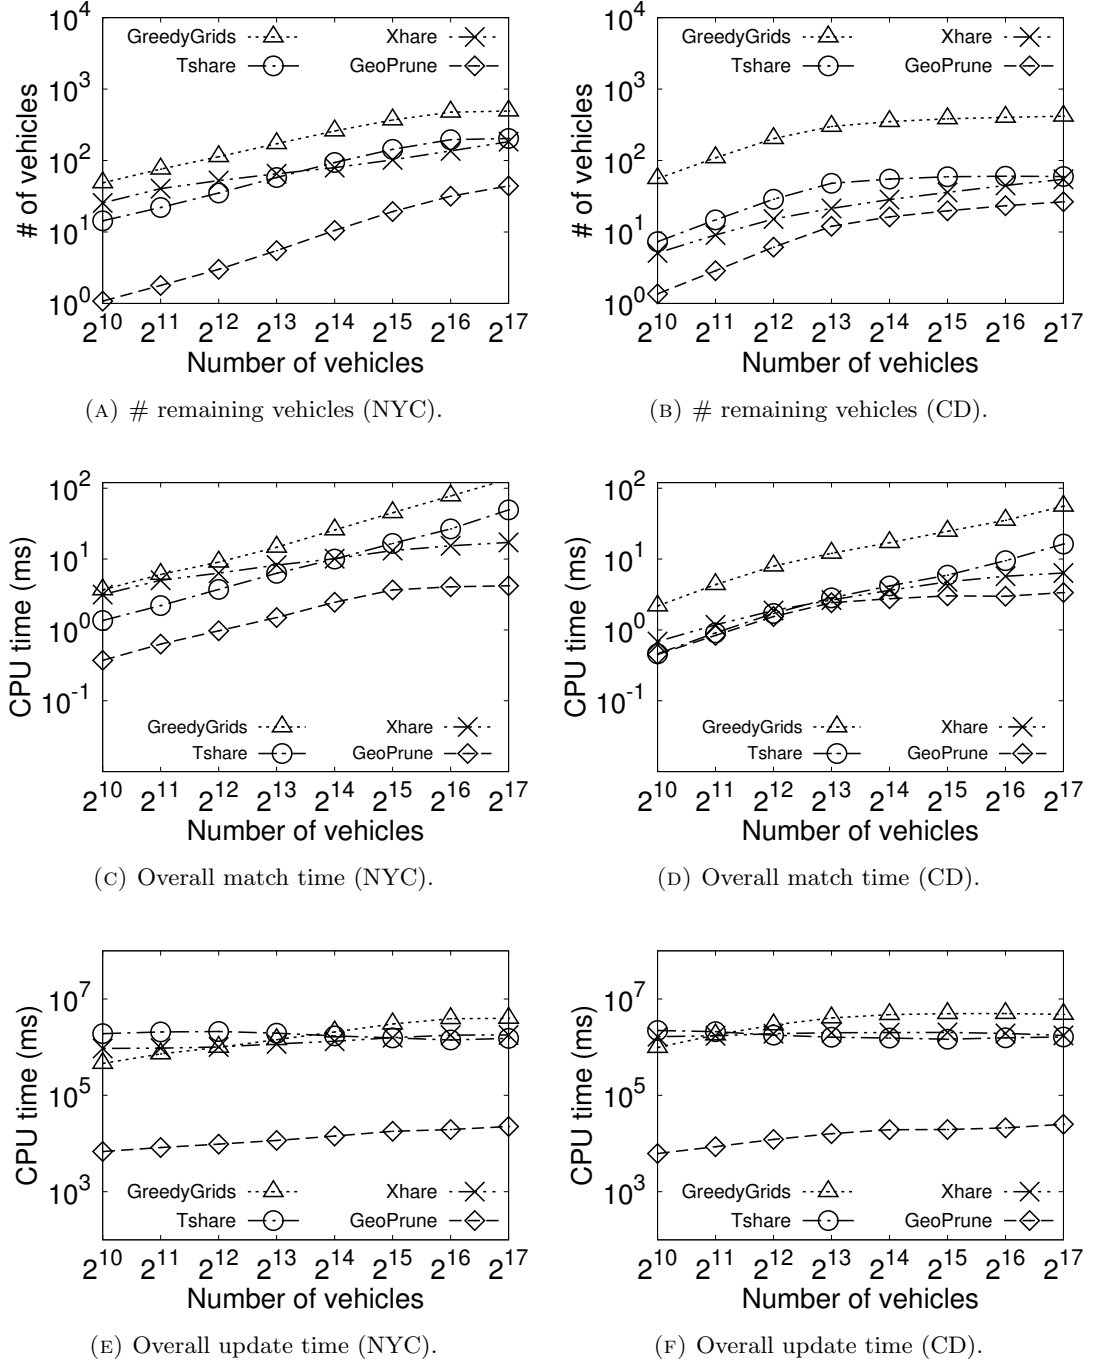 GreedyGrids Xhare
Tshare GeoPrune
# of vehicles
10^4
10^3
10^2
10^1
10^0
2^10 2^11 2^12 2^13 2^14 2^15 2^16 2^17
Number of vehicles
(A) # remaining vehicles (NYC).
GreedyGrids Xhare
Tshare GeoPrune
# of vehicles
10^4
10^3
10^2
10^1
10^0
2^10 2^11 2^12 2^13 2^14 2^15 2^16 2^17
Number of vehicles
(B) # remaining vehicles (CD).
CPU time (ms)
10^2
10^1
10^0
10^-1
GreedyGrids Xhare
Tshare GeoPrune
2^10 2^11 2^12 2^13 2^14 2^15 2^16 2^17
Number of vehicles
(C) Overall match time (NYC).
CPU time (ms)
10^2
10^1
10^0
10^-1
GreedyGrids Xhare
Tshare GeoPrune
2^10 2^11 2^12 2^13 2^14 2^15 2^16 2^17
Number of vehicles
(D) Overall match time (CD).
CPU time (ms)
10^7
10^5
10^3
GreedyGrids Xhare
Tshare GeoPrune
2^10 2^11 2^12 2^13 2^14 2^15 2^16 2^17
Number of vehicles
(E) Overall update time (NYC).
CPU time (ms)
10^7
10^5
10^3
GreedyGrids Xhare
Tshare GeoPrune
2^10 2^11 2^12 2^13 2^14 2^15 2^16 2^17
Number of vehicles
(F) Overall update time (CD).